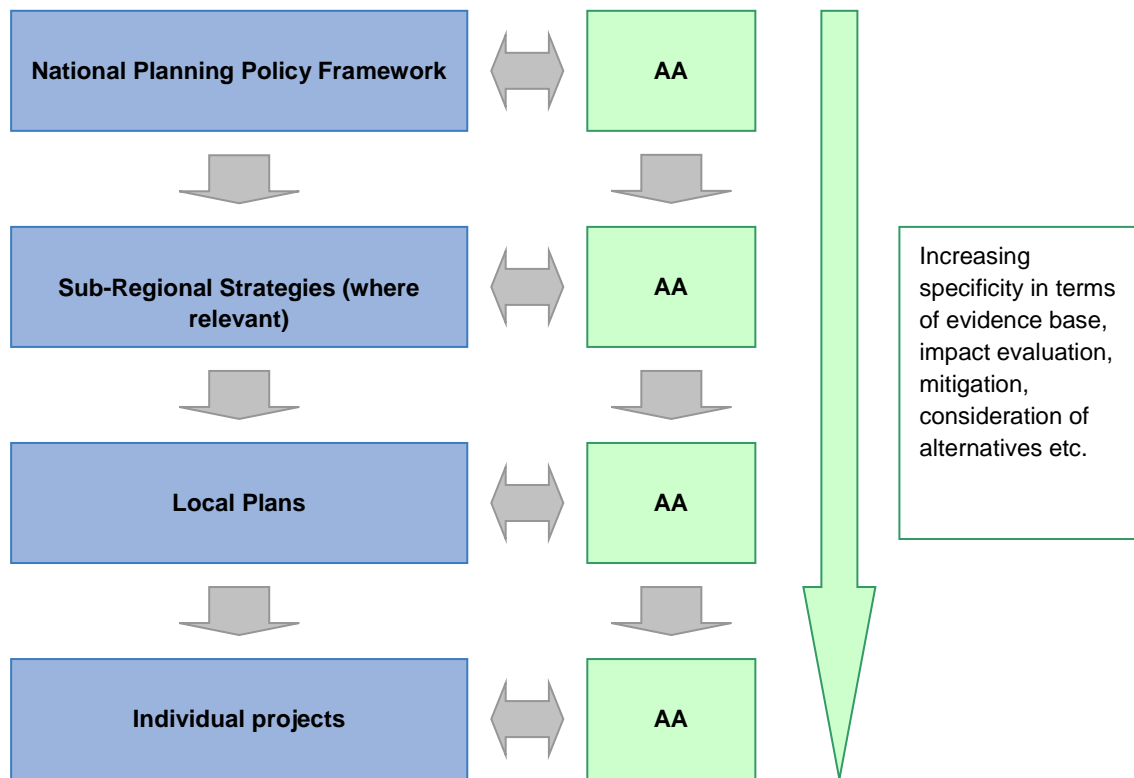 National Planning Policy Framework
AA
Sub-Regional Strategies (where
relevant)
AA
Increasing
specificity in terms
of evidence base,
impact evaluation,
mitigation,
consideration of
alternatives etc.
Local Plans
AA
Individual projects
AA